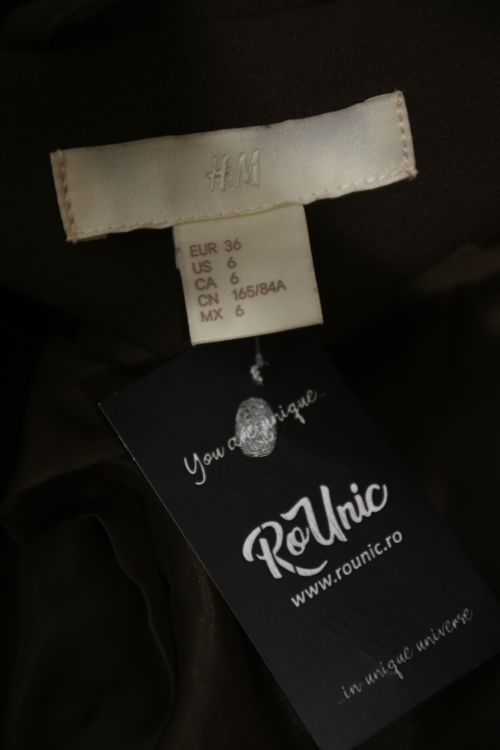 H&M
EUR 36
US 6
CA 6
CN 165/84A
MX 6
You are unique...
RoUnic
www.rounic.ro
...in unique universe